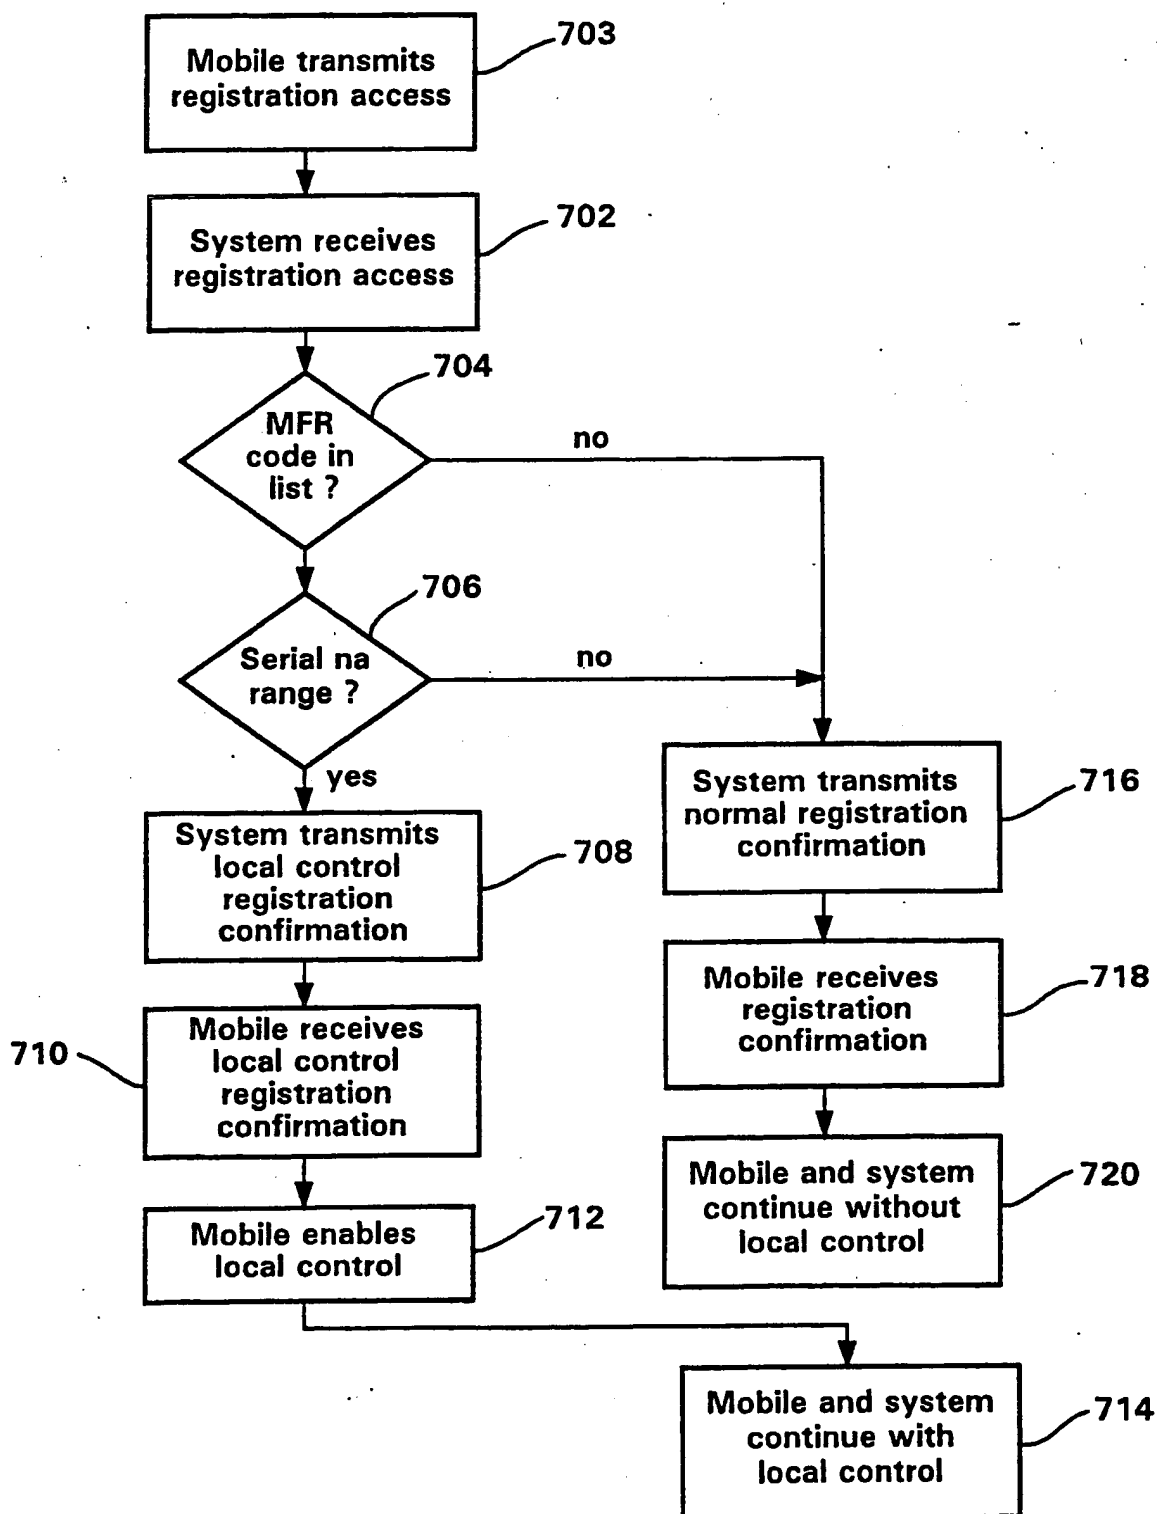 Mobile transmits
registration access
703
System receives
registration access
702
MFR
code in
list ?
704
no
Serial na
range ?
706
no
yes
System transmits
local control
registration
confirmation
708
Mobile receives
local control
registration
confirmation
710
Mobile enables
local control
712
System transmits
normal registration
confirmation
716
Mobile receives
registration
confirmation
718
Mobile and system
continue without
local control
720
Mobile and system
continue with
local control
714